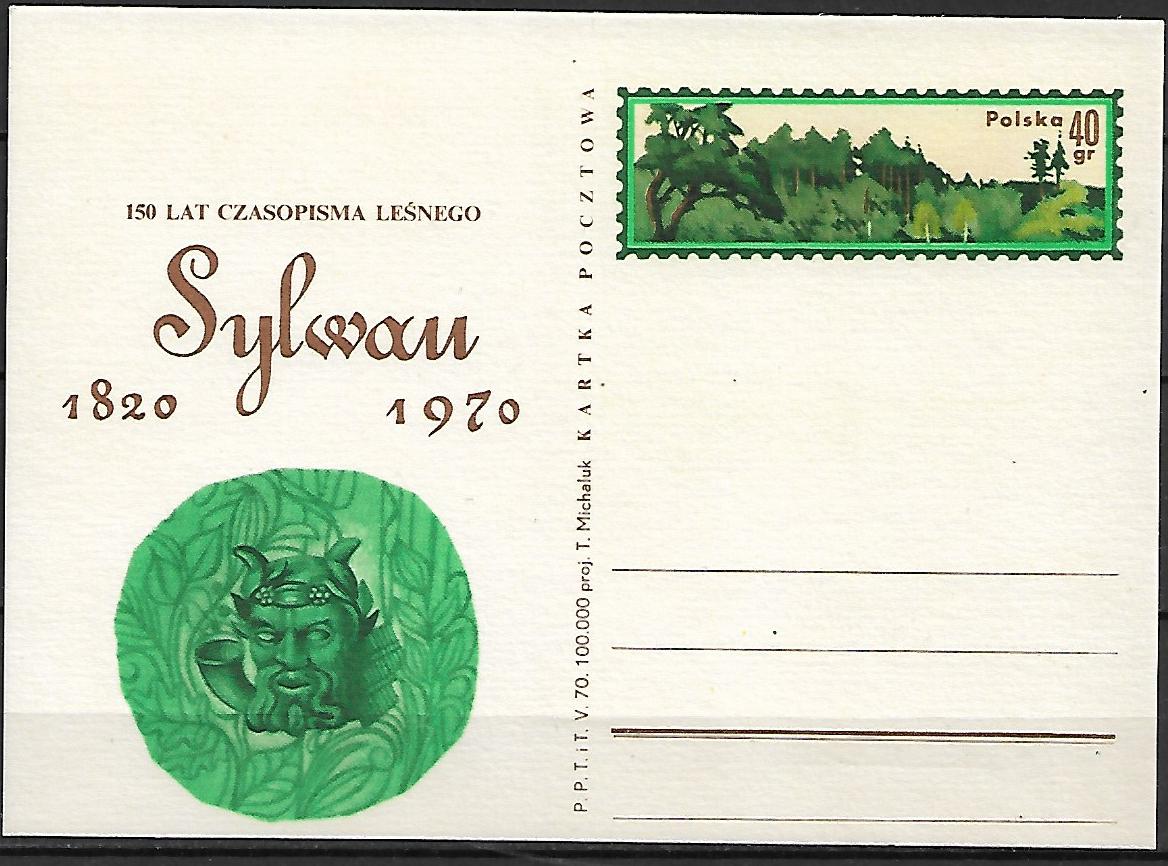 150 LAT CZASOPISMA LEŚNEGO
Sylwan
1820 1970
P.P.T. i T. V. 70. 100.000 proj. T. Michaluk KARTKA POCZTOWA
Polska 40
gr